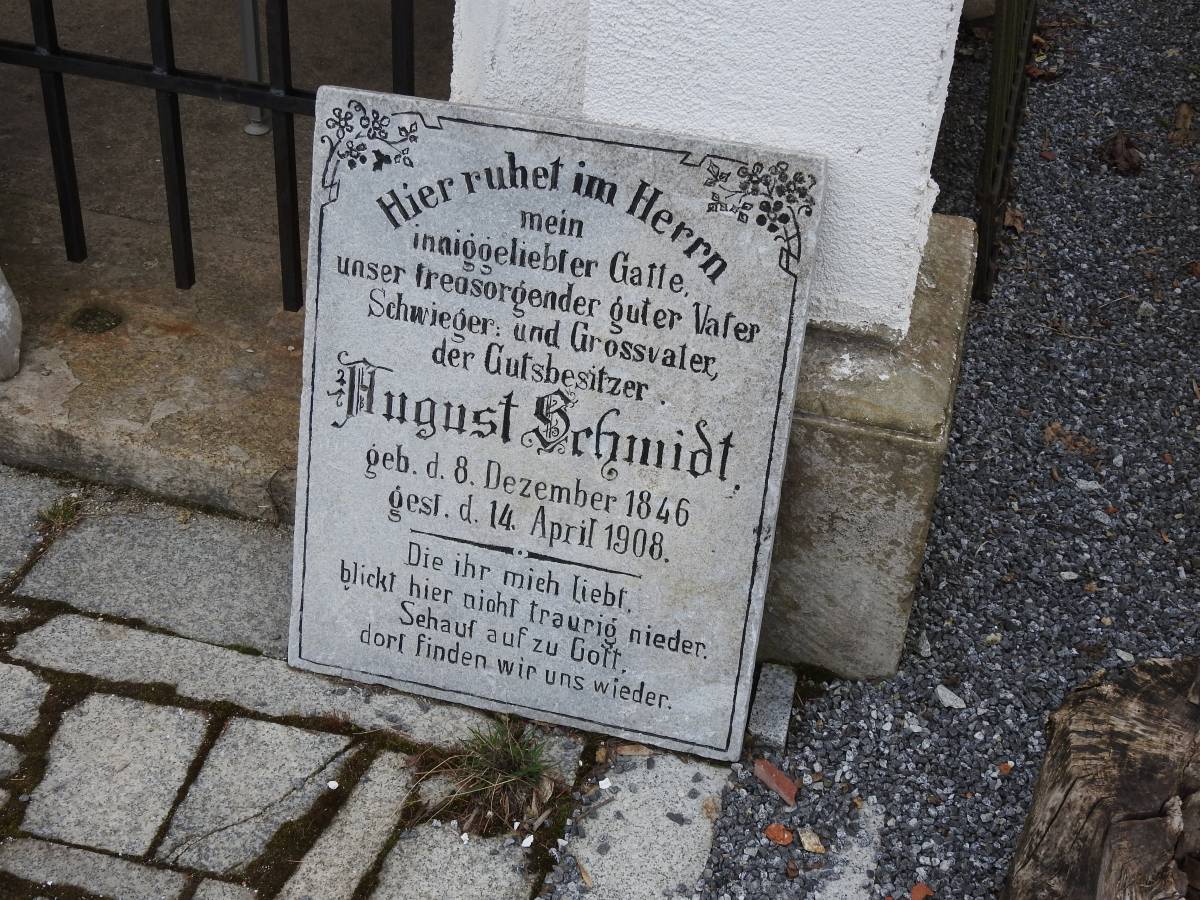 Hier ruhet im Herrn
mein
inniggeliebter Gatte,
unser treusorgender guter Vater
Schwieger: und Grossvater,
der Gutsbesitzer
August Schmidt.
geb. d. 8. Dezember 1846
gest. d. 14. April 1908.
Die ihr mich liebt,
blickt hier nicht traurig nieder.
Schaut auf zu Gott,
dort finden wir uns wieder.